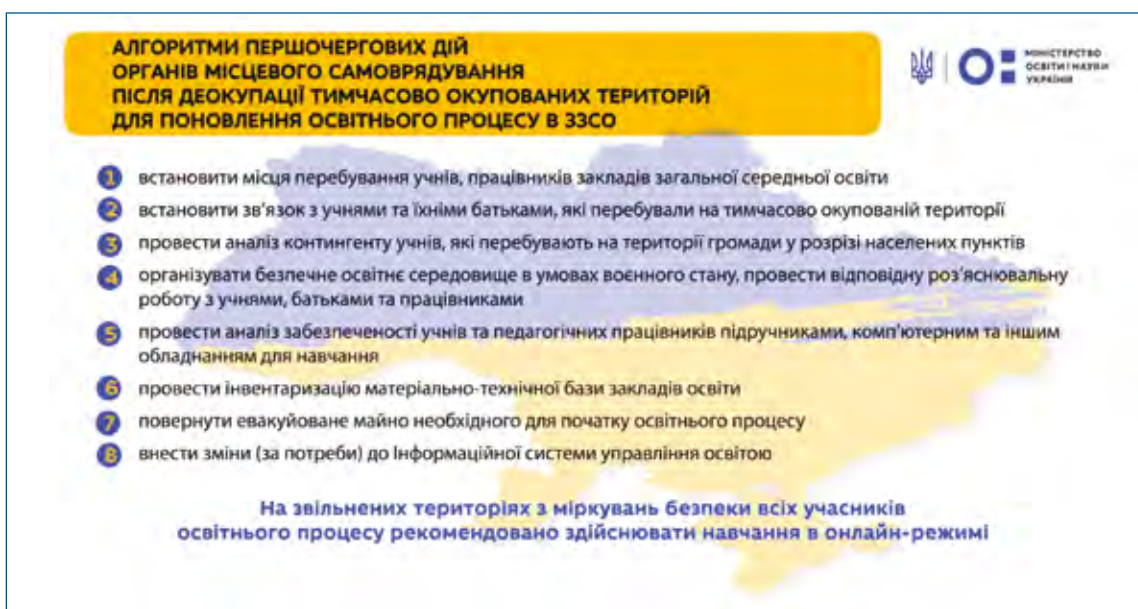 АЛГОРИТМИ ПЕРШОЧЕРГОВИХ ДІЙ
ОРГАНІВ МІСЦЕВОГО САМОВРЯДУВАННЯ
ПІСЛЯ ДЕОКУПАЦІЇ ТИМЧАСОВО ОКУПОВАНИХ ТЕРИТОРІЙ
ДЛЯ ПОНОВЛЕННЯ ОСВІТНЬОГО ПРОЦЕСУ В ЗЗСО
МІНІСТЕРСТВО
ОСВІТИ І НАУКИ
УКРАЇНИ
1 встановити місця перебування учнів, працівників закладів загальної середньої освіти
2 встановити зв'язок з учнями та їхніми батьками, які перебували на тимчасово окупованій території
3 провести аналіз контингенту учнів, які перебувають на території громади у розрізі населених пунктів
4 організувати безпечне освітнє середовище в умовах воєнного стану, провести відповідну роз'яснювальну
роботу з учнями, батьками та працівниками
5 провести аналіз забезпеченості учнів та педагогічних працівників підручниками, комп'ютерним та іншим
обладнанням для навчання
6 провести інвентаризацію матеріально-технічної бази закладів освіти
7 повернути евакуйоване майно необхідного для початку освітнього процесу
8 внести зміни (за потреби) до Інформаційної системи управління освітою
На звільнених територіях з міркувань безпеки всіх учасників
освітнього процесу рекомендовано здійснювати навчання в онлайн-режимі